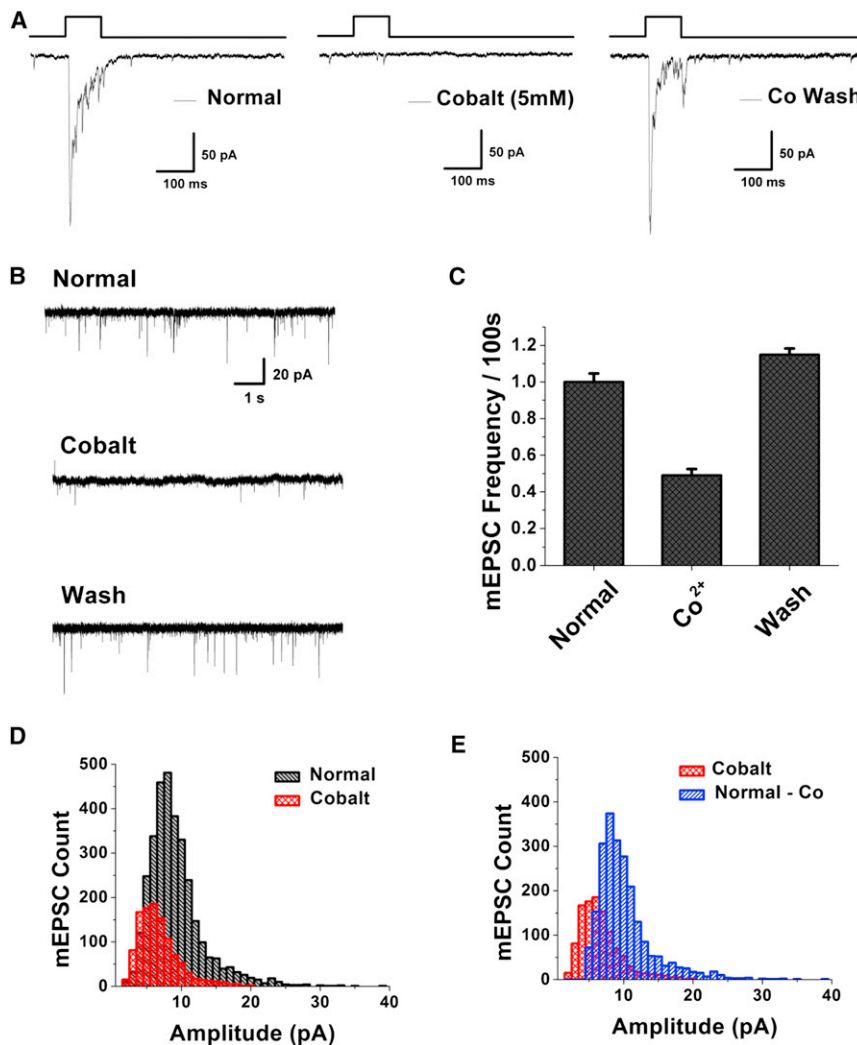 A
Normal
50 pA
100 ms
Cobalt (5mM)
50 pA
100 ms
Co Wash
50 pA
100 ms
B
Normal
20 pA
1 s
Cobalt
Wash
C
mEPSC Frequency / 100s
1.2
1.0
0.8
0.6
0.4
0.2
0.0
Normal
Co²⁺
Wash
D
mEPSC Count
500
400
300
200
100
0
Normal
Cobalt
10
20
30
40
Amplitude (pA)
E
mEPSC Count
500
400
300
200
100
0
Cobalt
Normal - Co
10
20
30
40
Amplitude (pA)